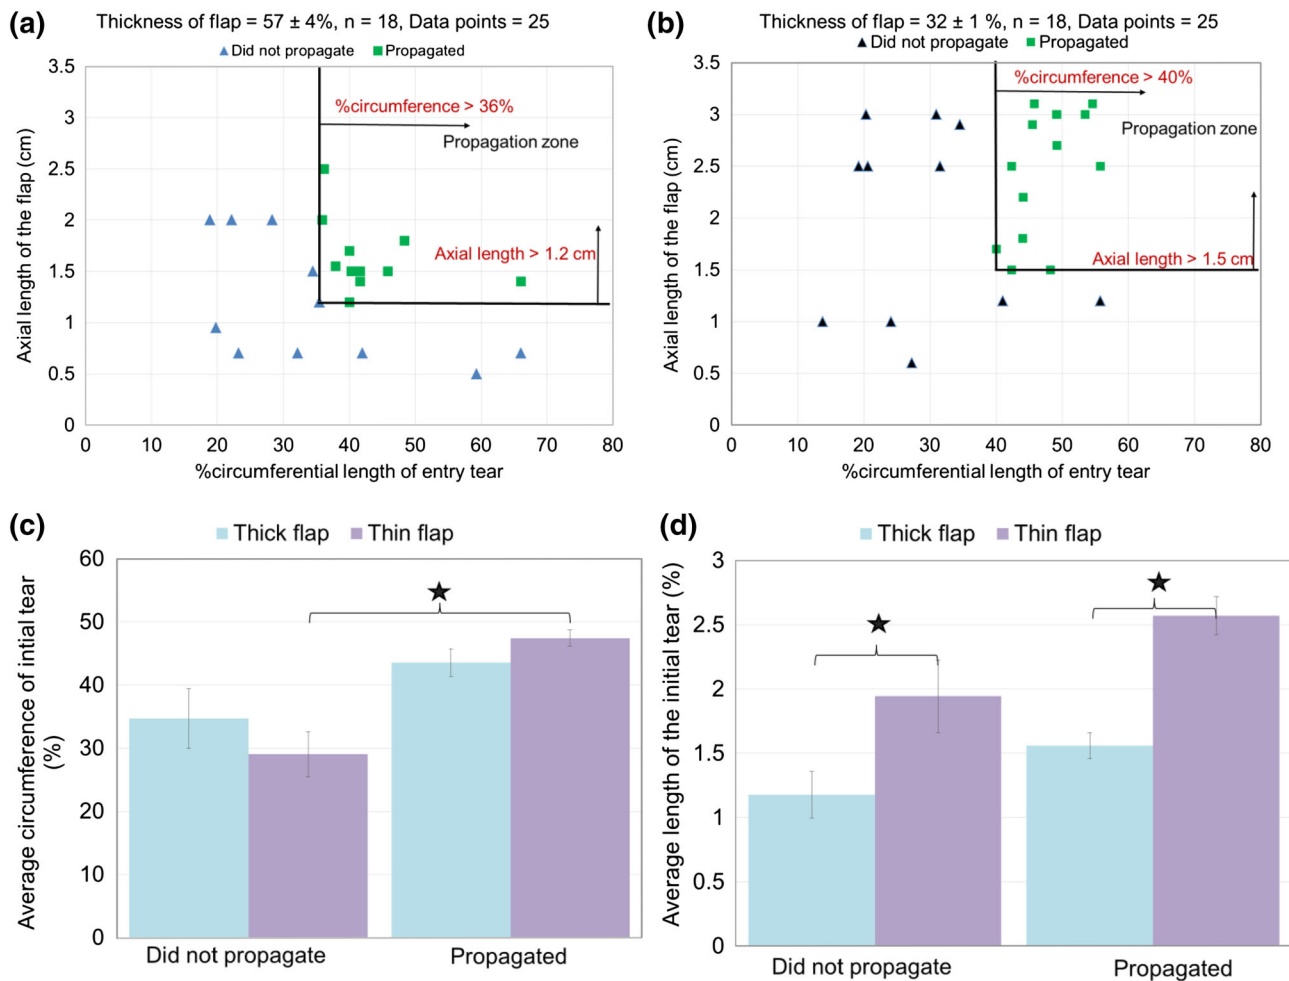 (a)
Thickness of flap = 57 ± 4%, n = 18, Data points = 25
Did not propagate
Propagated
Axial length of the flap (cm)
3.5
3
2.5
2
1.5
1
0.5
0
%circumference > 36%
Propagation zone
Axial length > 1.2 cm
0 10 20 30 40 50 60 70 80
%circumferential length of entry tear
(b)
Thickness of flap = 32 ± 1 %, n = 18, Data points = 25
Did not propagate
Propagated
Axial length of the flap (cm)
3.5
3
2.5
2
1.5
1
0.5
0
%circumference > 40%
Propagation zone
Axial length > 1.5 cm
0 10 20 30 40 50 60 70 80
%circumferential length of entry tear
(c)
Thick flap
Thin flap
Average circumference of intial tear
(%)
60
50
40
30
20
10
0
Did not propagate
Propagated
(d)
Thick flap
Thin flap
Average length of the initial tear (%)
3
2.5
2
1.5
1
0.5
0
Did not propagate
Propagated